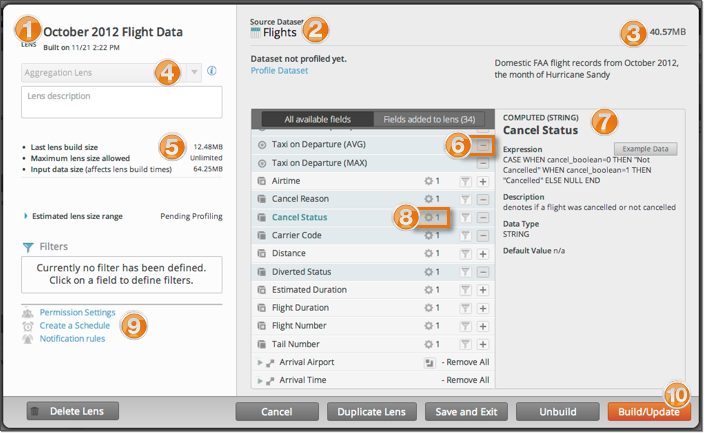 1
LENS
October 2012 Flight Data
Built on 11/21 2:22 PM
Aggregation Lens
4
Lens description
Last lens build size 12.48MB
Maximum lens size allowed Unlimited
Input data size (affects lens build times) 64.25MB
5
Estimated lens size range Pending Profiling
Filters
Currently no filter has been defined.
Click on a field to define filters.
Permission Settings
Create a Schedule
Notification rules
9
Source Dataset
Flights
2
3
40.57MB
Dataset not profiled yet.
Profile Dataset
Domestic FAA flight records from October 2012,
the month of Hurricane Sandy
All available fields
Fields added to lens (34)
Taxi on Departure (AVG)
6
Taxi on Departure (MAX)
Airtime 1
Cancel Reason 1
Cancel Status 1
8
Carrier Code 1
Distance 1
Diverted Status 1
Estimated Duration 1
Flight Duration 1
Flight Number 1
Tail Number 1
Arrival Airport - Remove All
Arrival Time - Remove All
COMPUTED (STRING)
7
Cancel Status
Expression
Example Data
CASE WHEN cancel_boolean=0 THEN "Not
Cancelled" WHEN cancel_boolean=1 THEN
"Cancelled" ELSE NULL END
Description
denotes if a flight was cancelled or not cancelled
Data Type
STRING
Default Value n/a
10
Delete Lens
Cancel
Duplicate Lens
Save and Exit
Unbuild
Build/Update